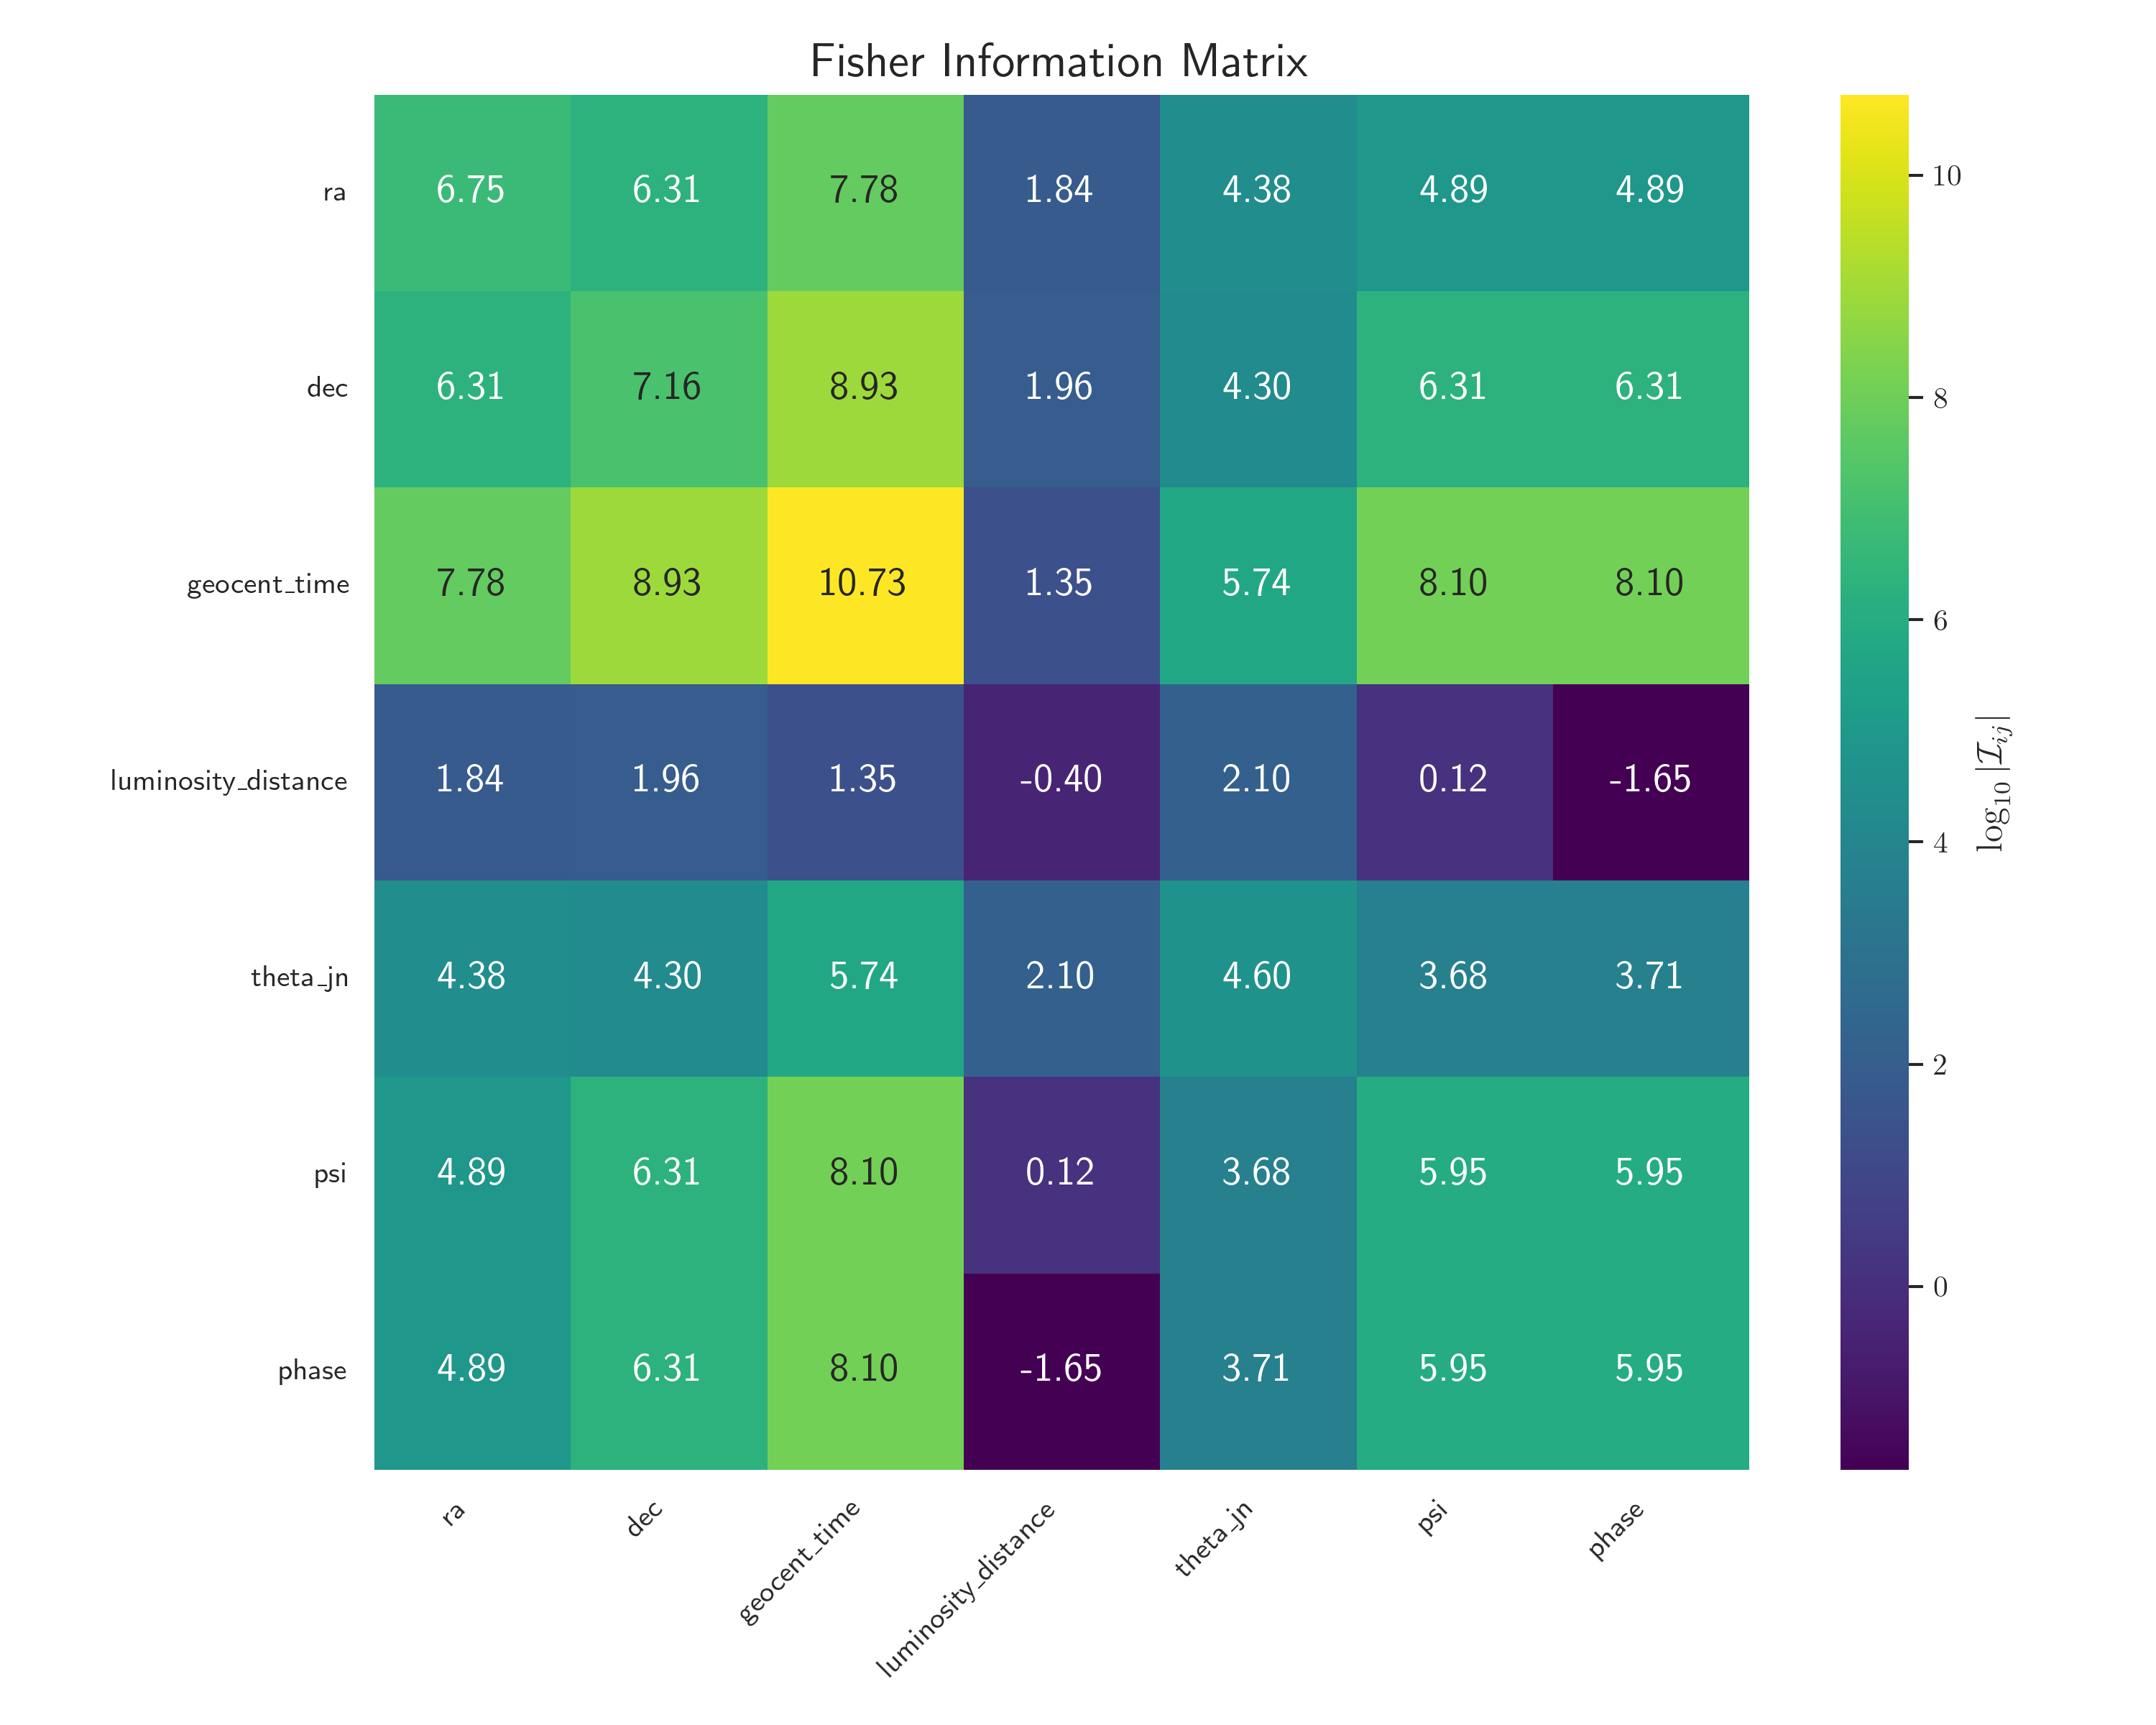 Fisher Information Matrix
ra 6.75 6.31 7.78 1.84 4.38 4.89 4.89
dec 6.31 7.16 8.93 1.96 4.30 6.31 6.31
geocent_time 7.78 8.93 10.73 1.35 5.74 8.10 8.10
luminosity_distance 1.84 1.96 1.35 -0.40 2.10 0.12 -1.65
theta_jn 4.38 4.30 5.74 2.10 4.60 3.68 3.71
psi 4.89 6.31 8.10 0.12 3.68 5.95 5.95
phase 4.89 6.31 8.10 -1.65 3.71 5.95 5.95
ra dec geocent_time luminosity_distance theta_jn psi phase
10
8
6
4
2
0
log₁₀ |ℐᵢⱼ|